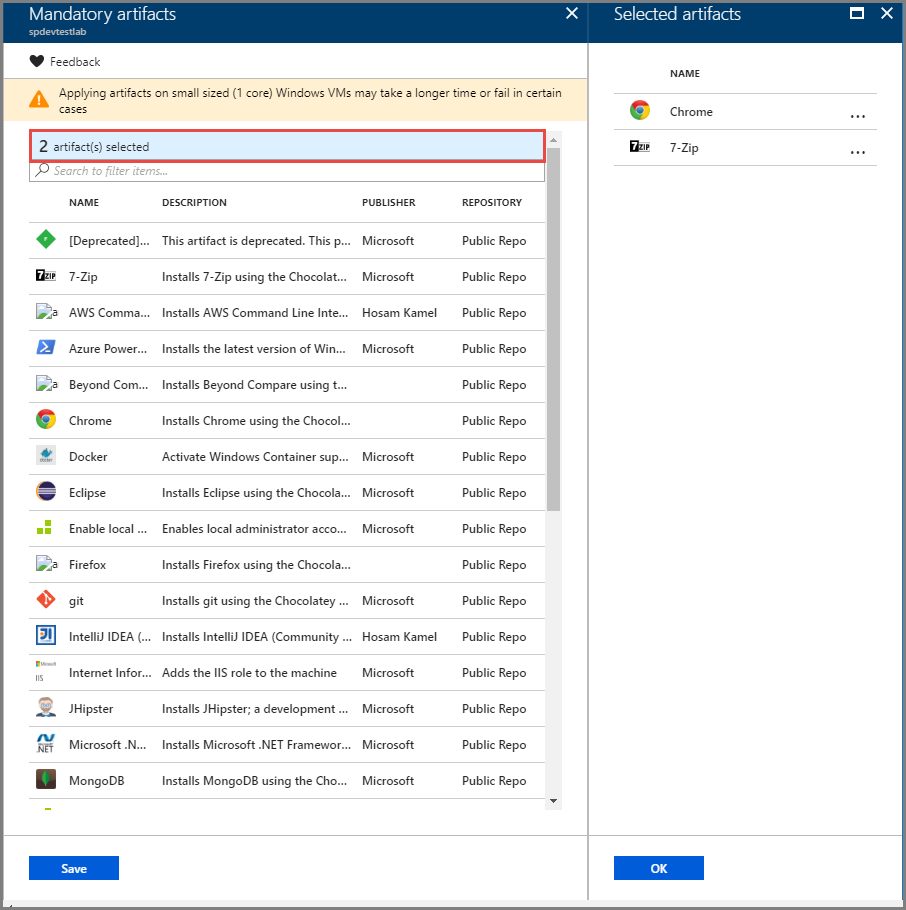 Mandatory artifacts
spdevtestlab
Feedback
Applying artifacts on small sized (1 core) Windows VMs may take a longer time or fail in certain
cases
2 artifact(s) selected
Search to filter items...
NAME DESCRIPTION PUBLISHER REPOSITORY
[Deprecated]... This artifact is deprecated. This p... Microsoft Public Repo
7ZIP 7-Zip Installs 7-Zip using the Chocolat... Microsoft Public Repo
a AWS Comma... Installs AWS Command Line Inte... Hosam Kamel Public Repo
Azure Power... Installs the latest version of Win... Microsoft Public Repo
a Beyond Com... Installs Beyond Compare using t... Public Repo
Chrome Installs Chrome using the Chocol... Public Repo
docker Docker Activate Windows Container sup... Microsoft Public Repo
Eclipse Installs Eclipse using the Chocola... Microsoft Public Repo
Enable local ... Enables local administrator acco... Microsoft Public Repo
a Firefox Installs Firefox using the Chocola... Public Repo
git Installs git using the Chocolatey ... Microsoft Public Repo
IJ IntelliJ IDEA (... Installs IntelliJ IDEA (Community ... Hosam Kamel Public Repo
Microsoft
IIS Internet Infor... Adds the IIS role to the machine Microsoft Public Repo
JHipster Installs JHipster; a development ... Microsoft Public Repo
.NET Microsoft .N... Installs Microsoft .NET Framewor... Microsoft Public Repo
MongoDB Installs MongoDB using the Cho... Microsoft Public Repo
Save
Selected artifacts
NAME
Chrome ...
7ZIP 7-Zip ...
OK